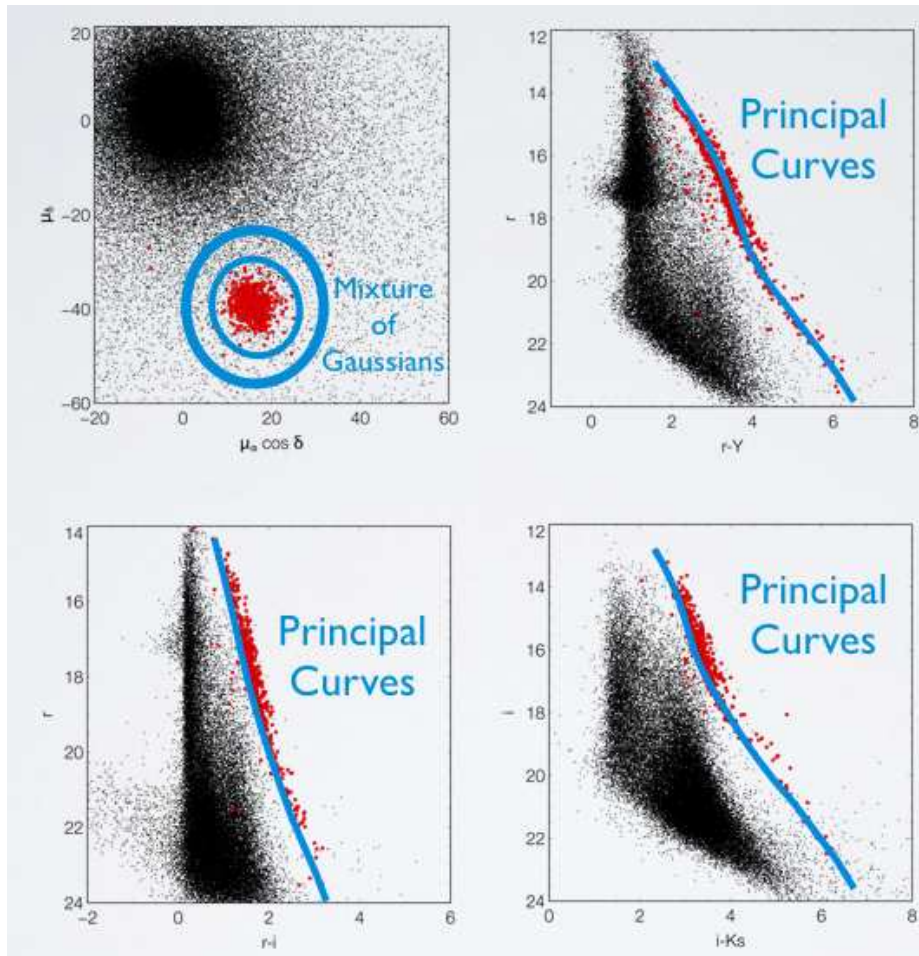 20
0
μδ
−20
−40
−60
−20
0
20
40
60
μα cos δ
Mixture
of
Gaussians
12
14
16
r
18
20
22
24
0
2
4
6
8
r-Y
Principal
Curves
14
16
18
r
20
22
24
−2
0
2
4
6
r-i
Principal
Curves
12
14
16
i
18
20
22
24
0
2
4
6
8
i-Ks
Principal
Curves